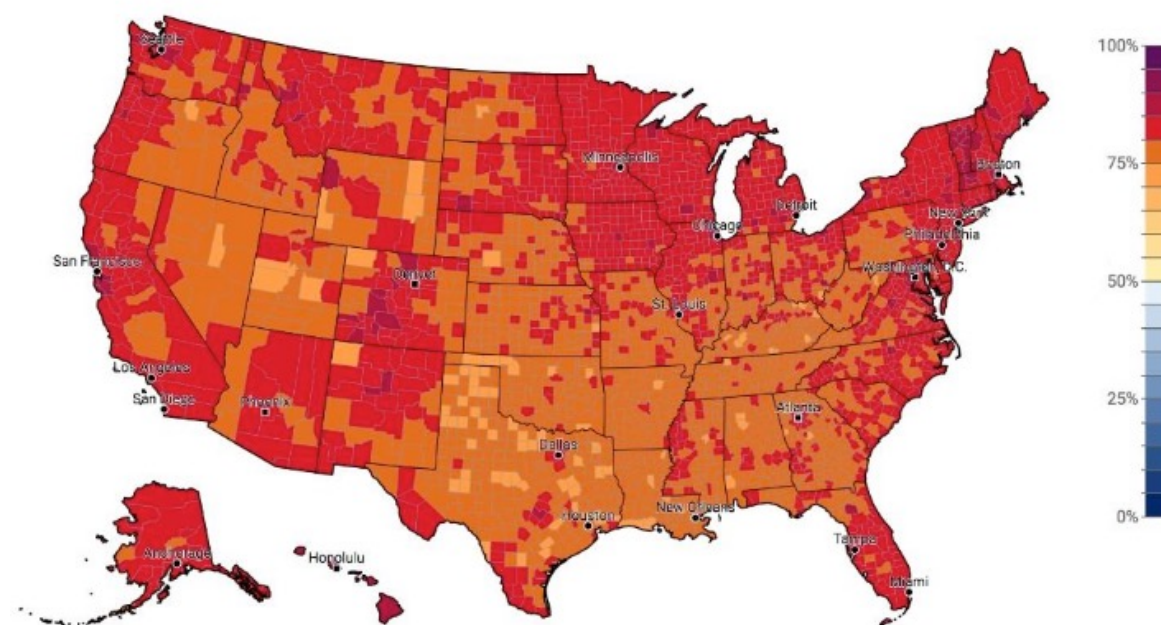 Seattle
100%
Minneapolis
75%
Boston
Detroit
New York
Chicago
Philadelphia
San Francisco
Washington, D.C.
50%
St. Louis
Los Angeles
San Diego
Phoenix
Atlanta
25%
Dallas
Houston
New Orleans
0%
Tampa
Anchorage
Honolulu
Miami